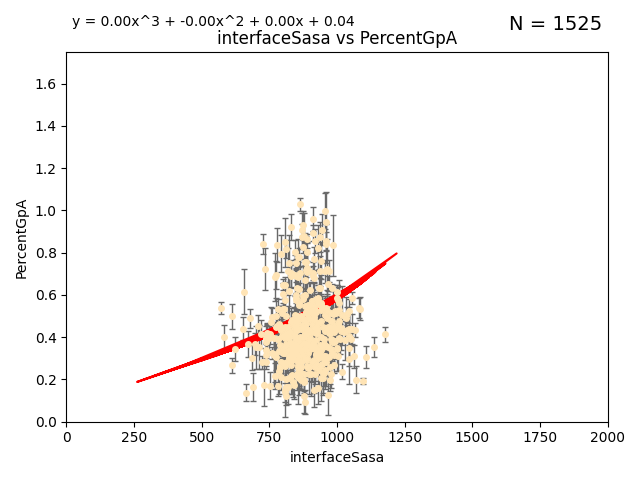 y = 0.00x^3 + -0.00x^2 + 0.00x + 0.04
N = 1525
interfaceSasa vs PercentGpA
1.6
1.4
1.2
1.0
0.8
0.6
0.4
0.2
0.0
PercentGpA
0 250 500 750 1000 1250 1500 1750 2000
interfaceSasa